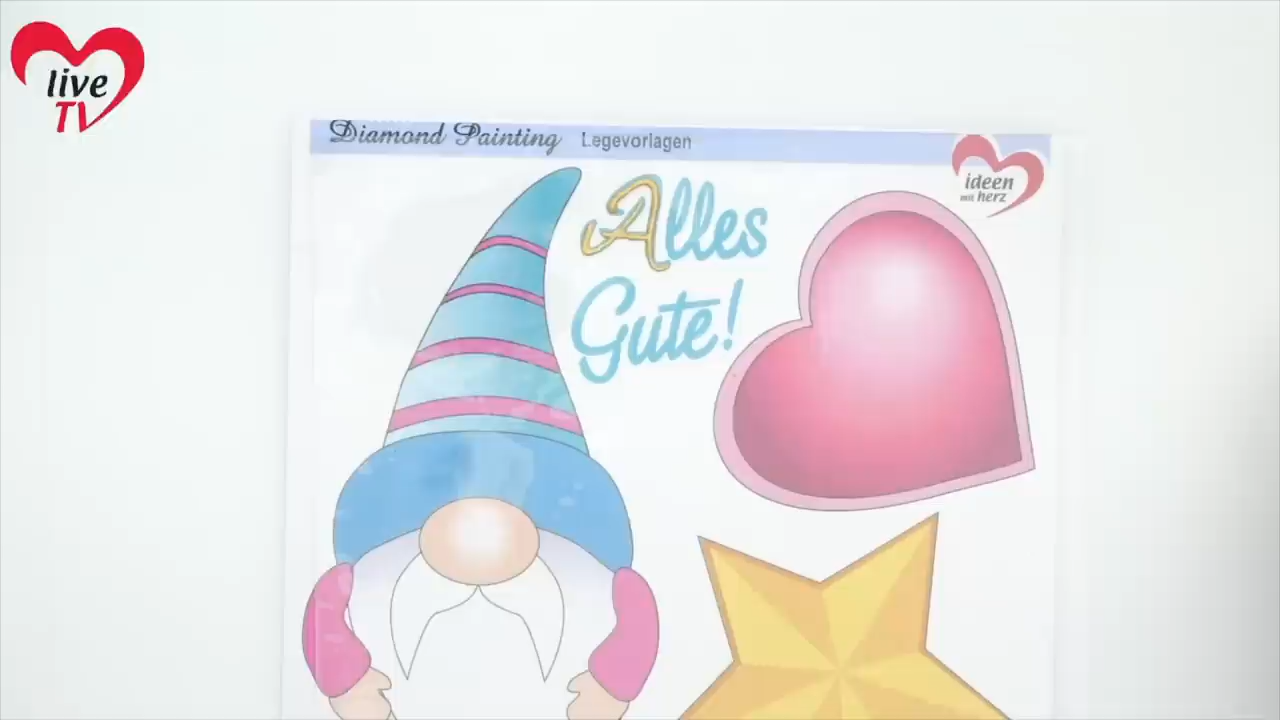 live
TV
Diamond Painting Legevorlagen
ideen
mit herz
Alles
Gute!